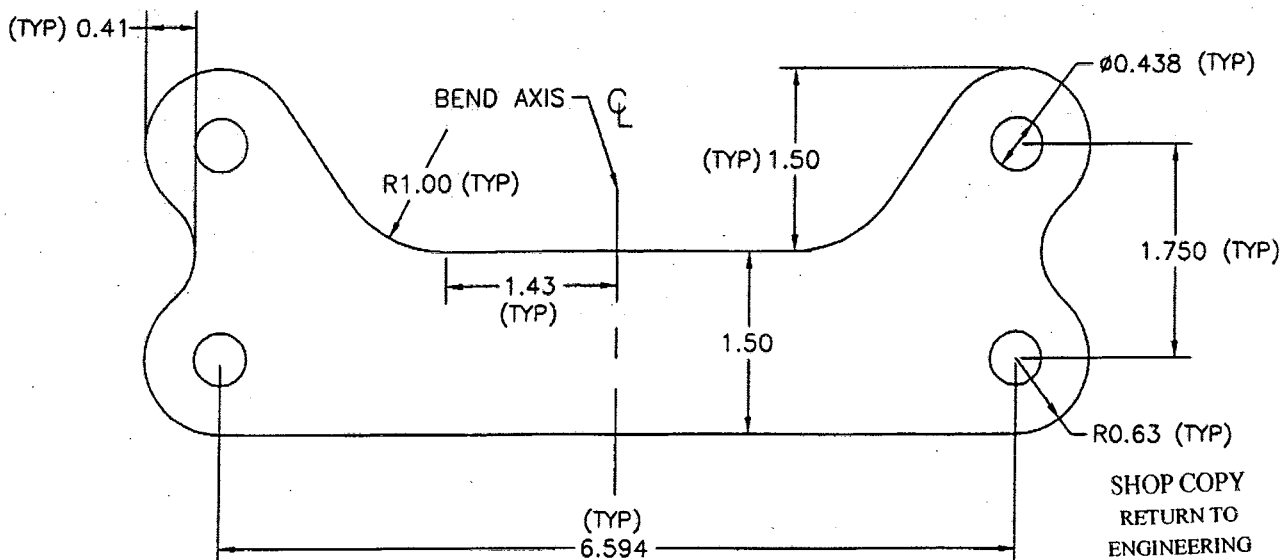 (TYP) 0.41
BEND AXIS ℄
ø0.438 (TYP)
(TYP) 1.50
R1.00 (TYP)
1.750 (TYP)
1.43
(TYP)
1.50
R0.63 (TYP)
SHOP COPY
RETURN TO
ENGINEERING
(TYP)
6.594